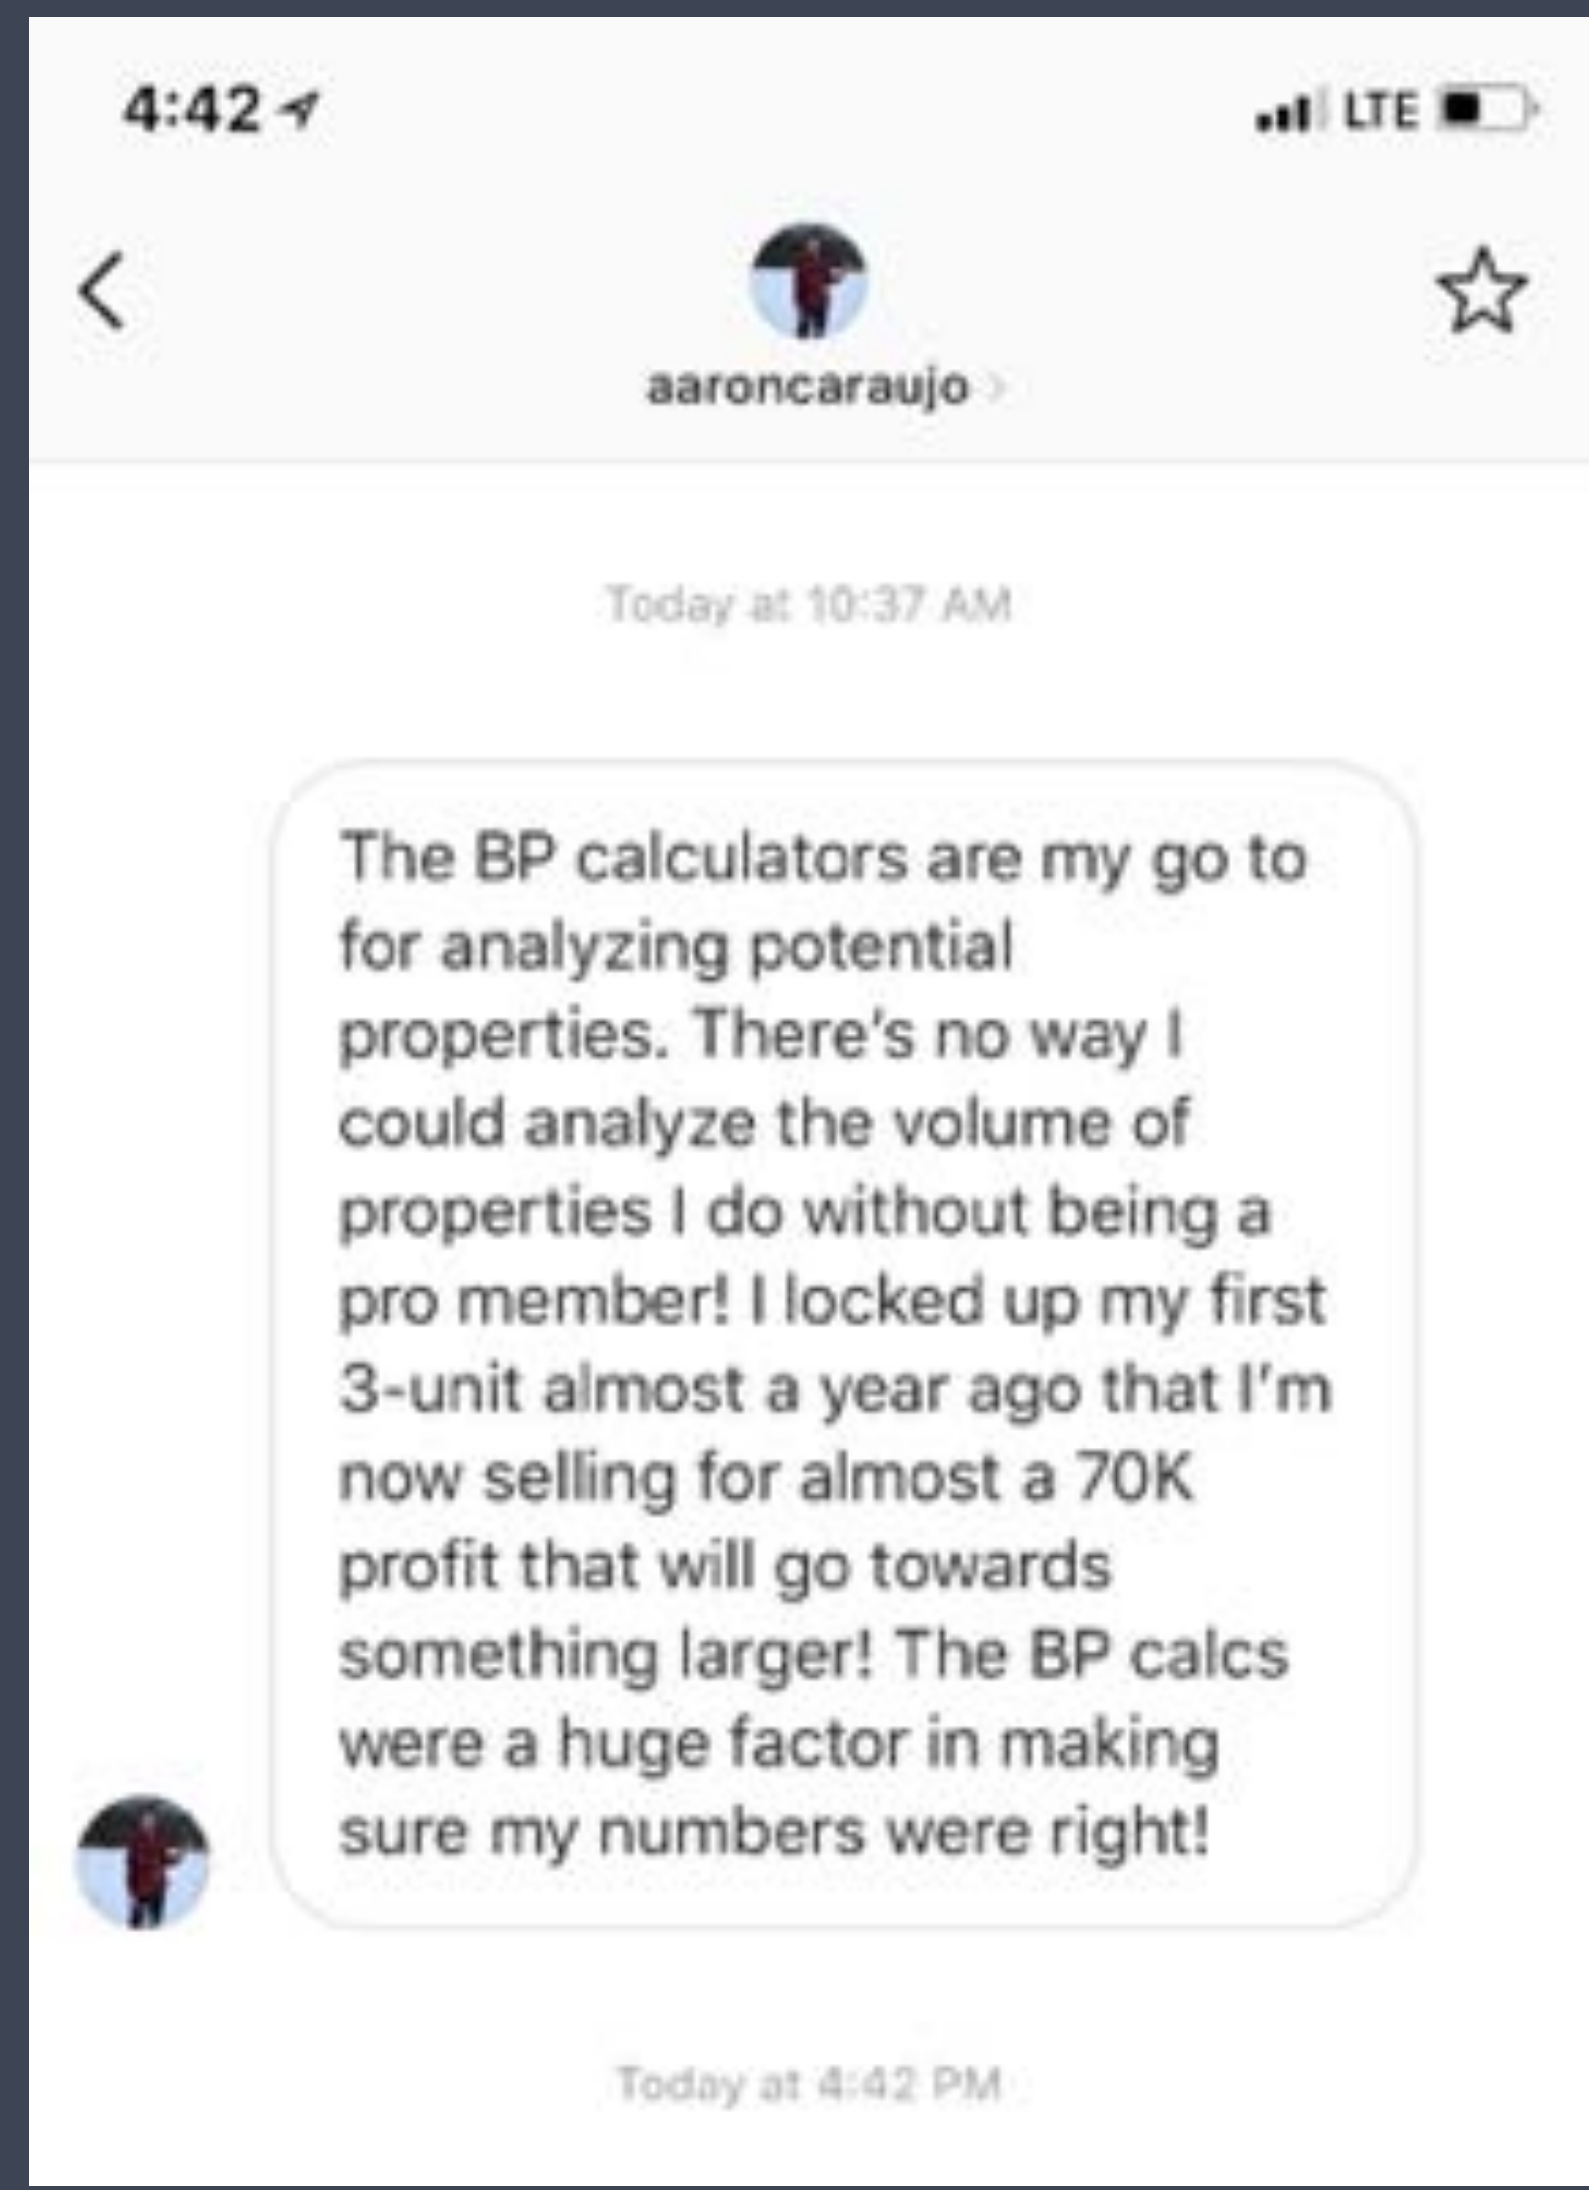 4:42
LTE
aaroncaraujo
Today at 10:37 AM
The BP calculators are my go to
for analyzing potential
properties. There's no way I
could analyze the volume of
properties I do without being a
pro member! I locked up my first
3-unit almost a year ago that I'm
now selling for almost a 70K
profit that will go towards
something larger! The BP calcs
were a huge factor in making
sure my numbers were right!
Today at 4:42 PM